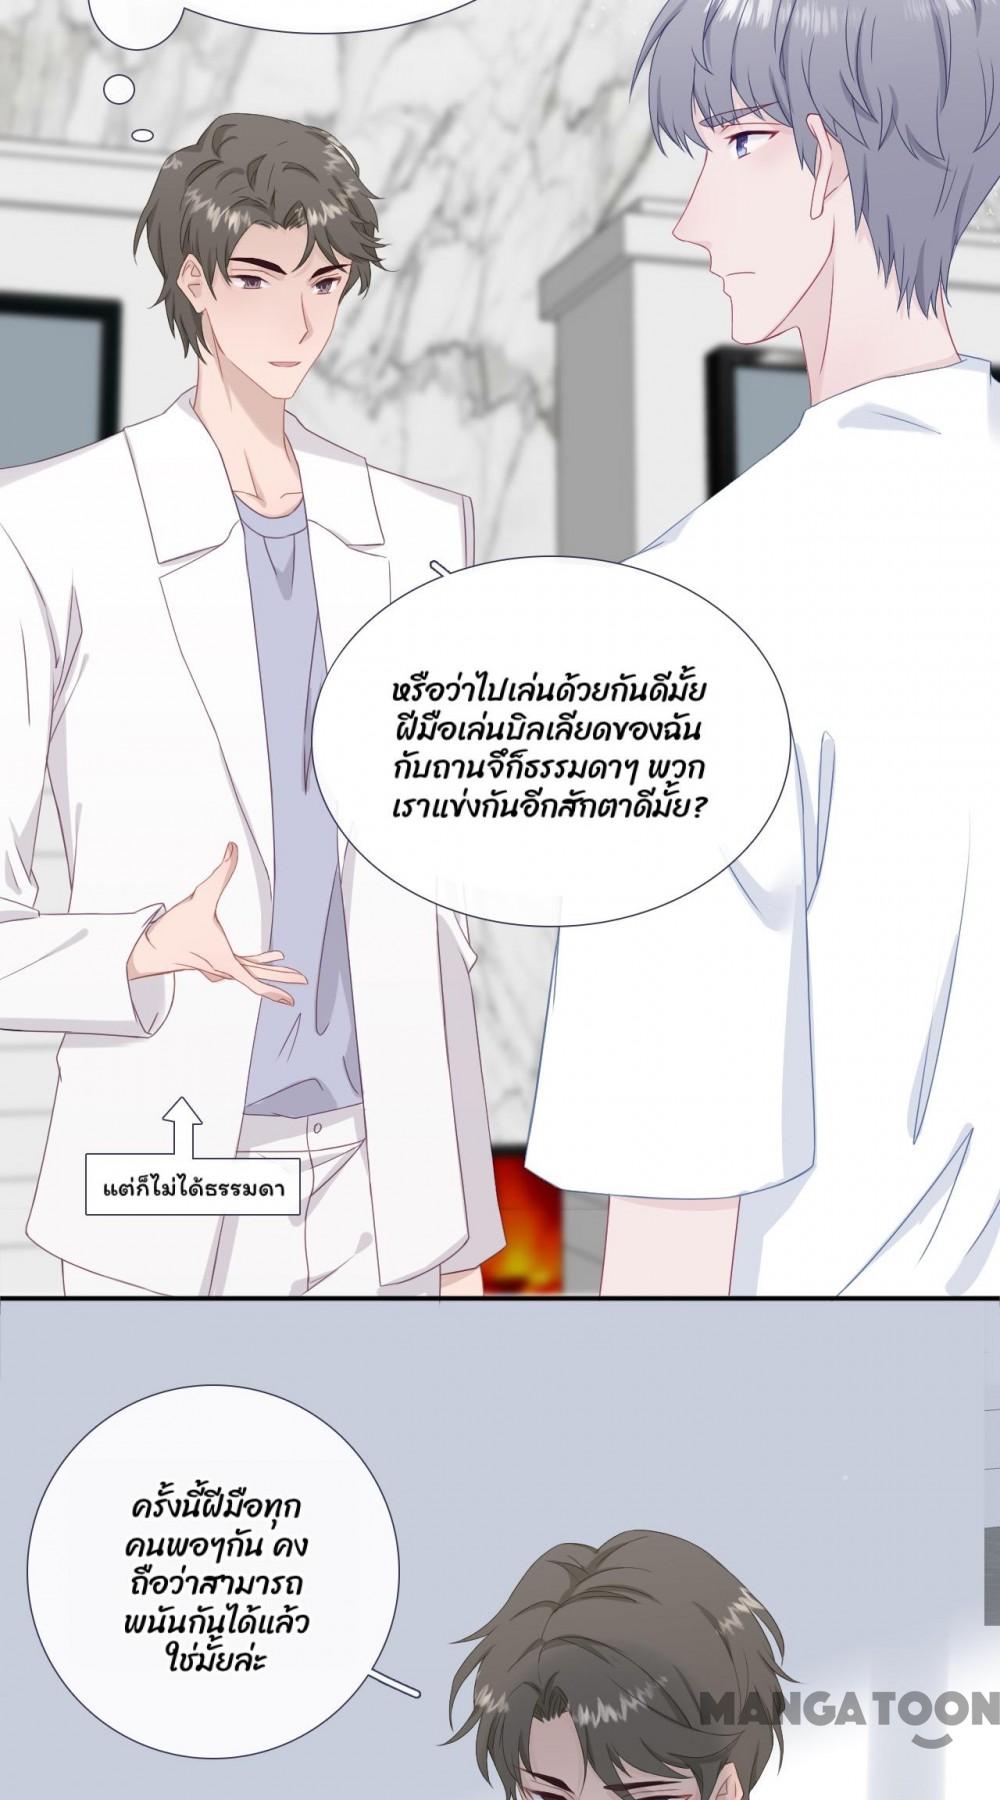 หรือว่าไปเล่นด้วยกันดีมั้ย
ฝีมือเล่นบิลเลียดของฉัน
กับถานจึก็ธรรมดาๆ พวก
เราแข่งกันอีกสักตาดีมั้ย?
แต่ก็ไม่ได้ธรรมดา
ครั้งนี้ฝีมือทุก
คนพอๆกัน คง
ถือว่าสามารถ
พนันกันได้แล้ว
ใช่มั้ยล่ะ
MANGATOON